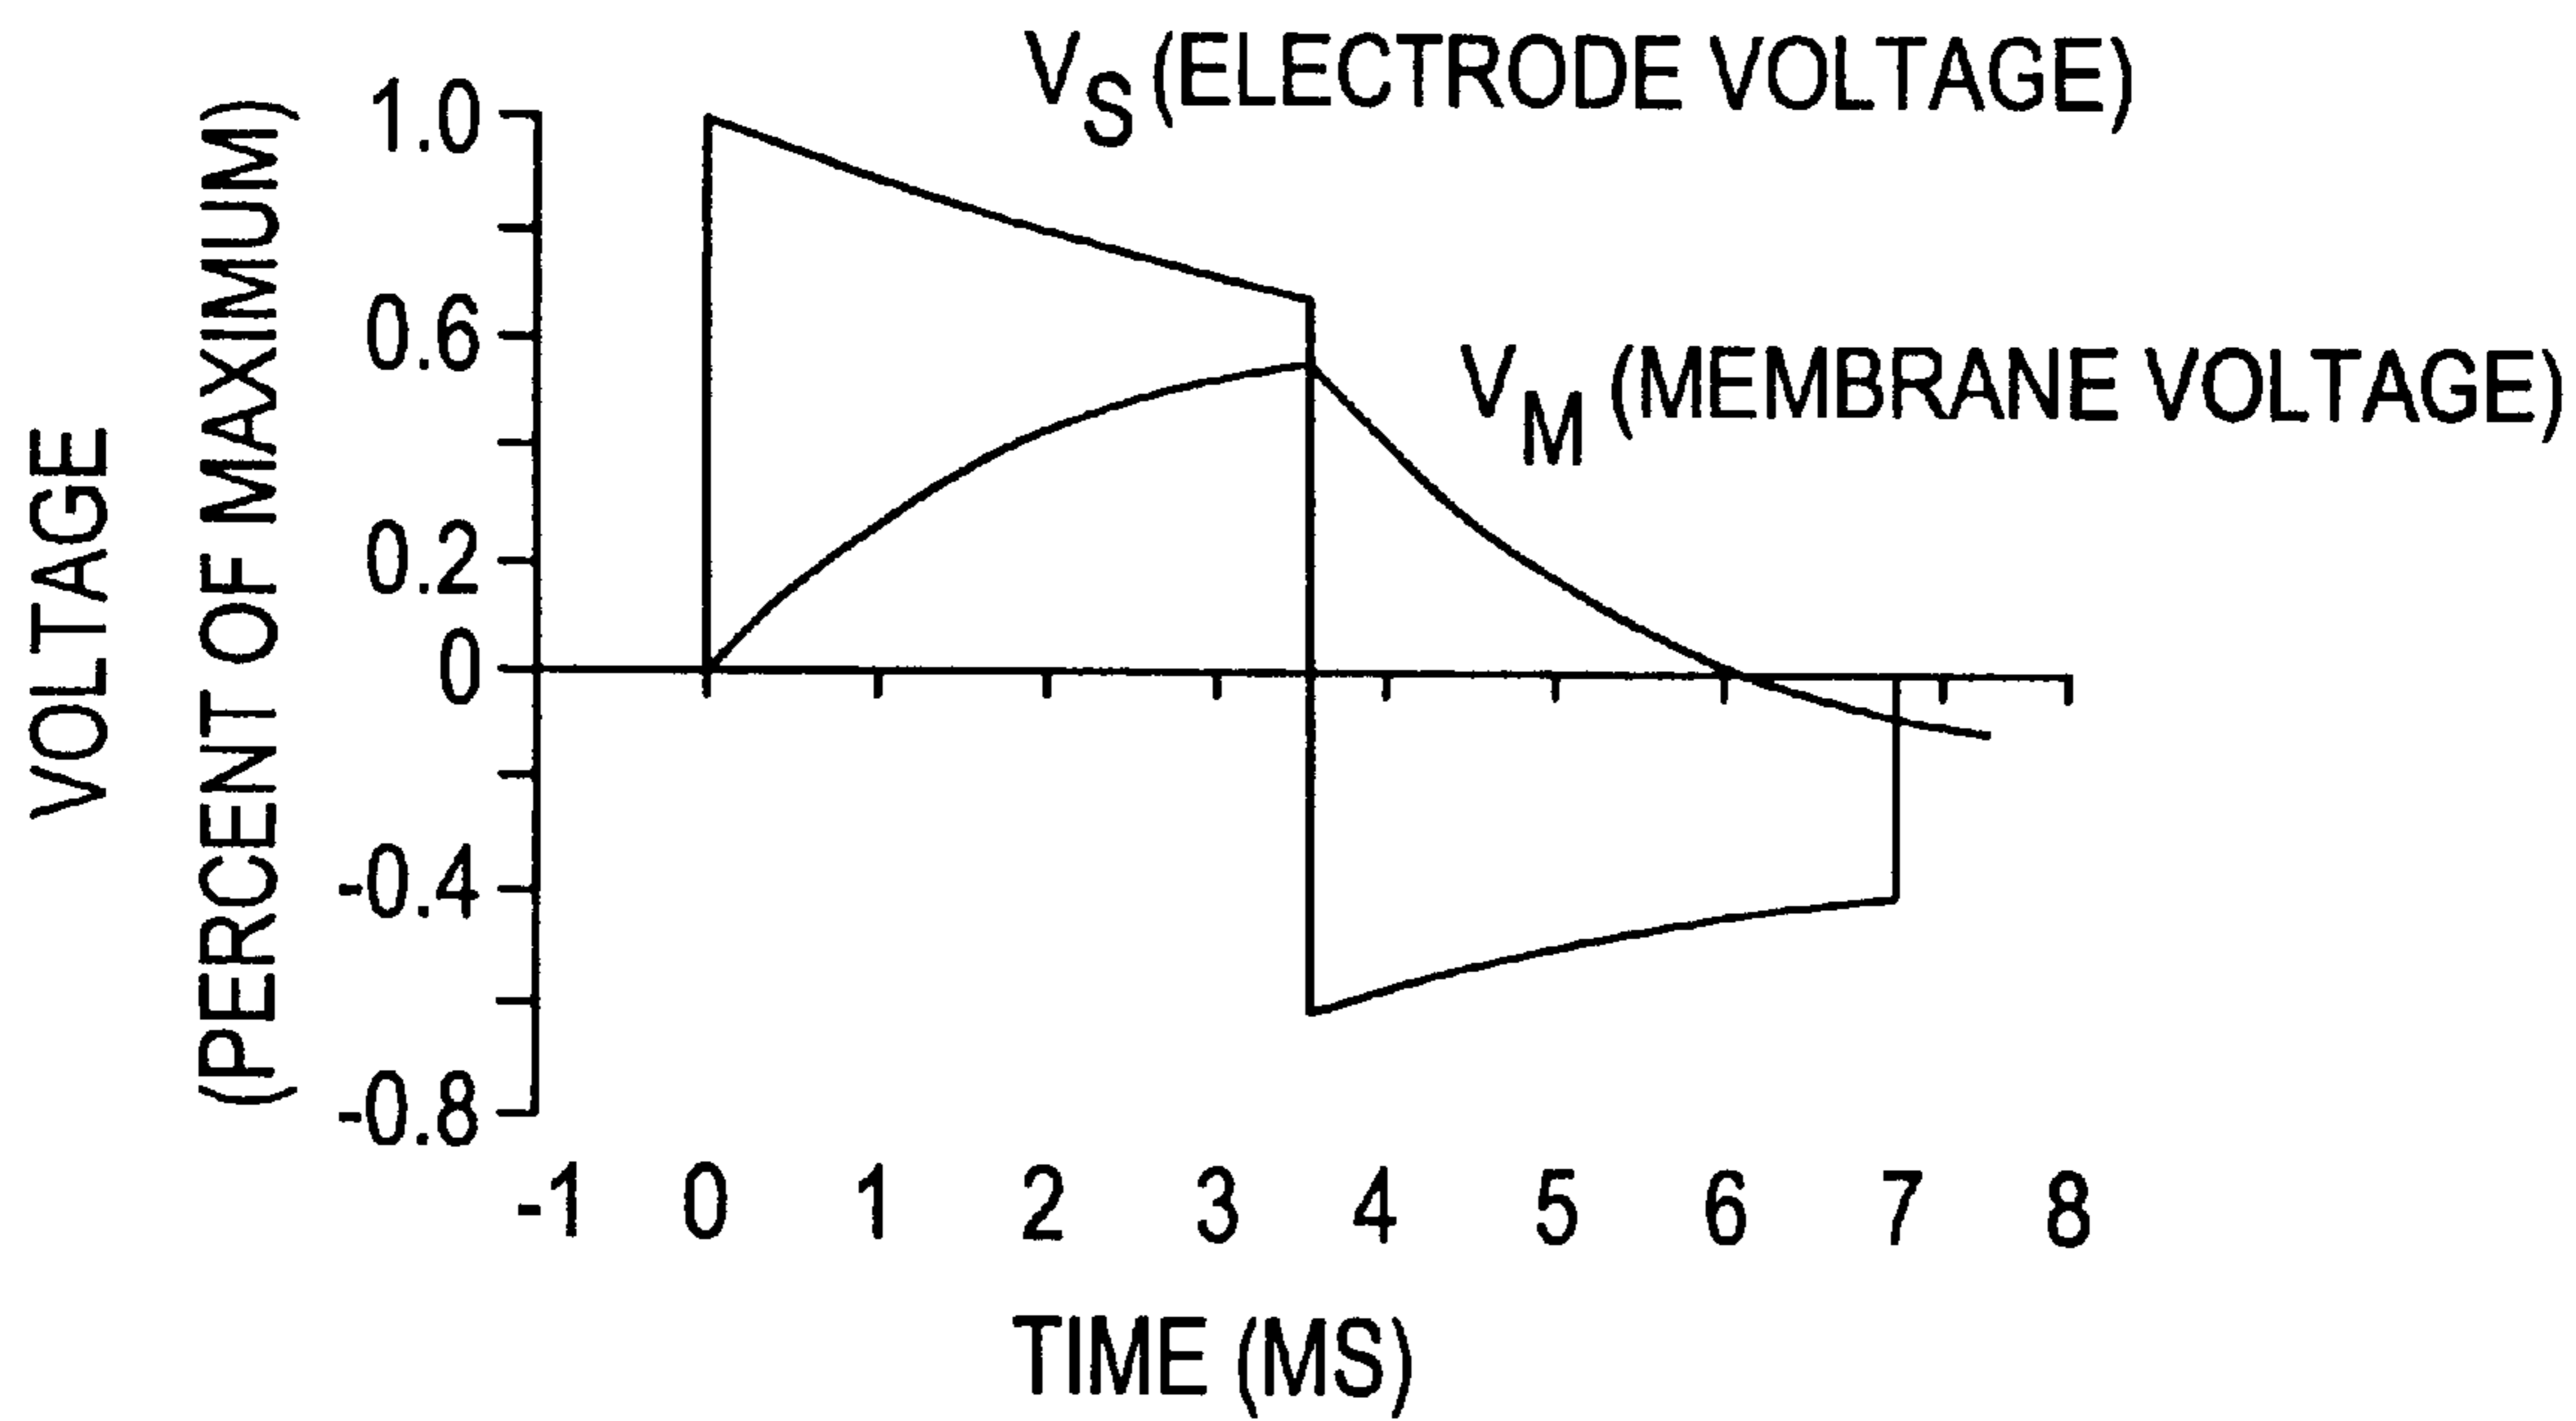 VS (ELECTRODE VOLTAGE)
VM (MEMBRANE VOLTAGE)
VOLTAGE
(PERCENT OF MAXIMUM)
1.0
0.6
0.2
0
-0.4
-0.8
-1 0 1 2 3 4 5 6 7 8
TIME (MS)